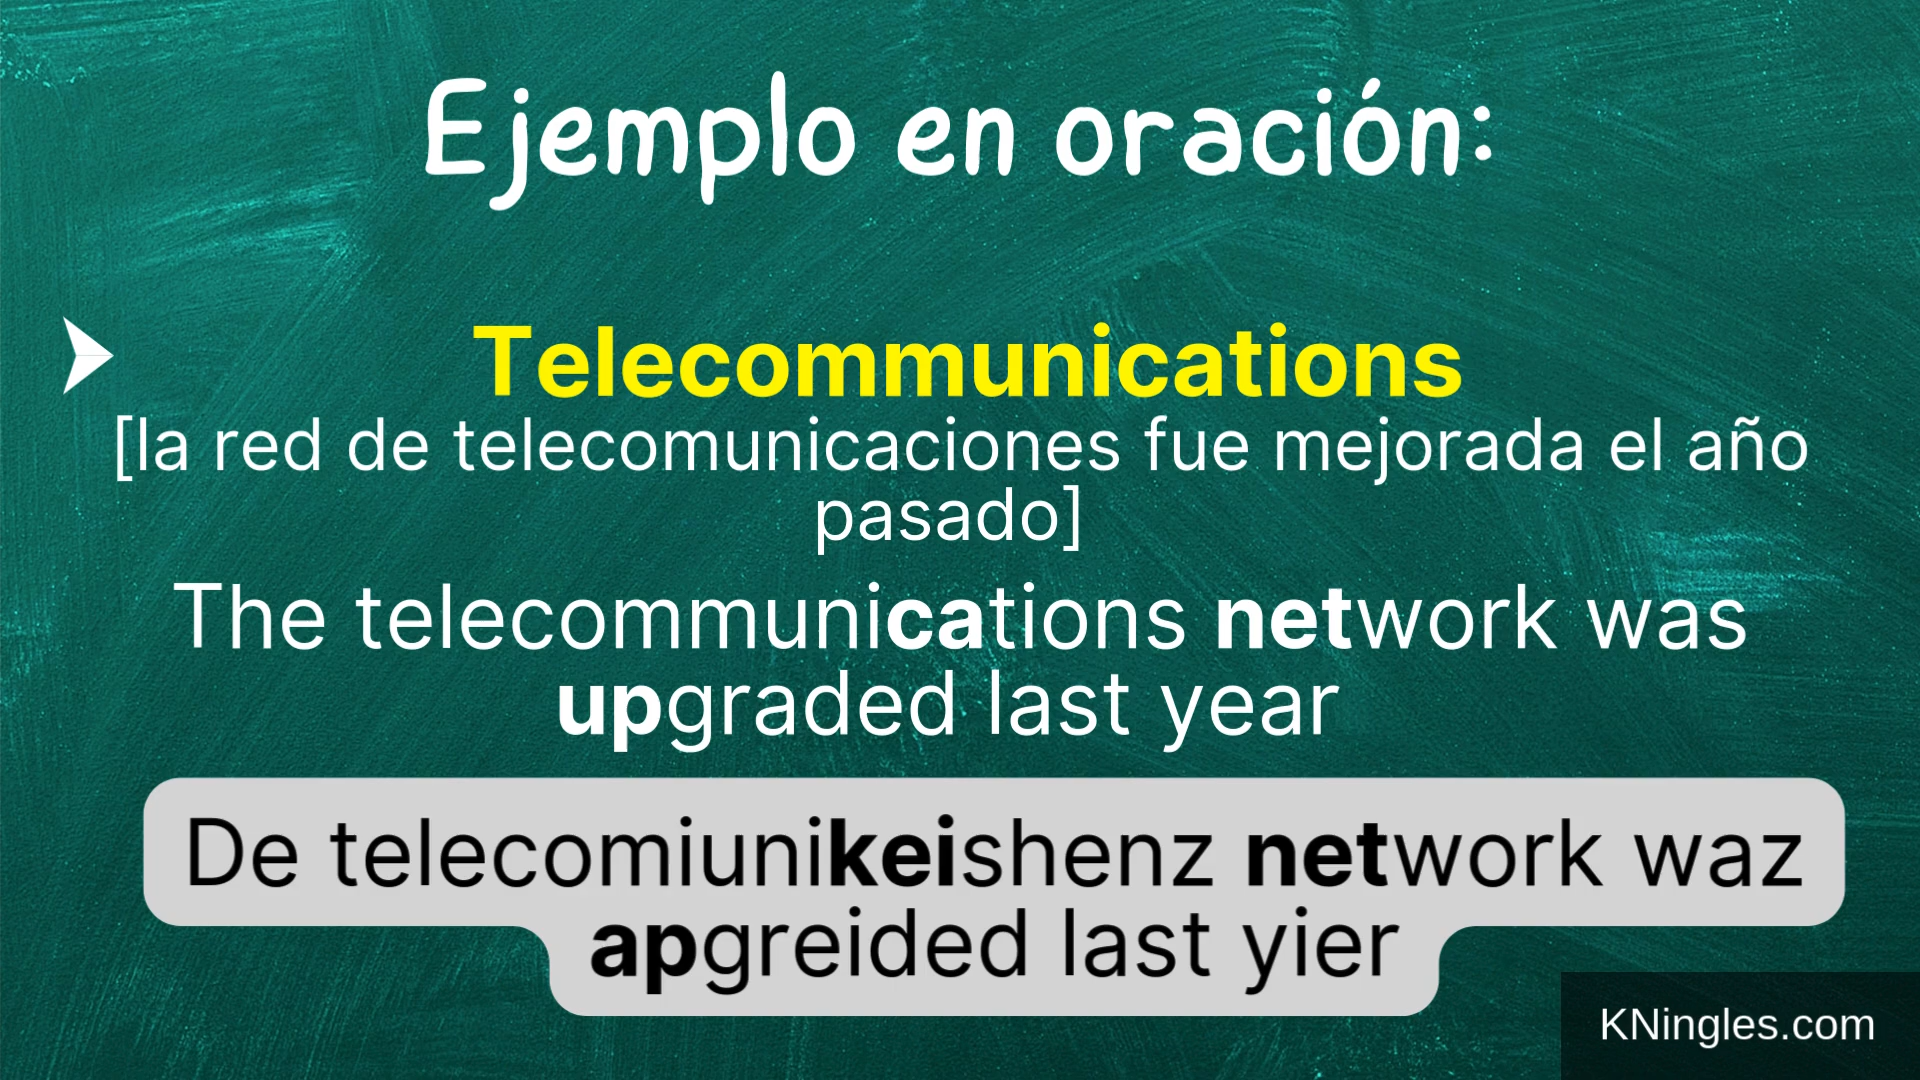 Ejemplo en oración:
Telecommunications
[la red de telecomunicaciones fue mejorada el año
pasado]
The telecommunications network was
upgraded last year
De telecomiunikeishenz network waz
apgreided last yier
KNingles.com